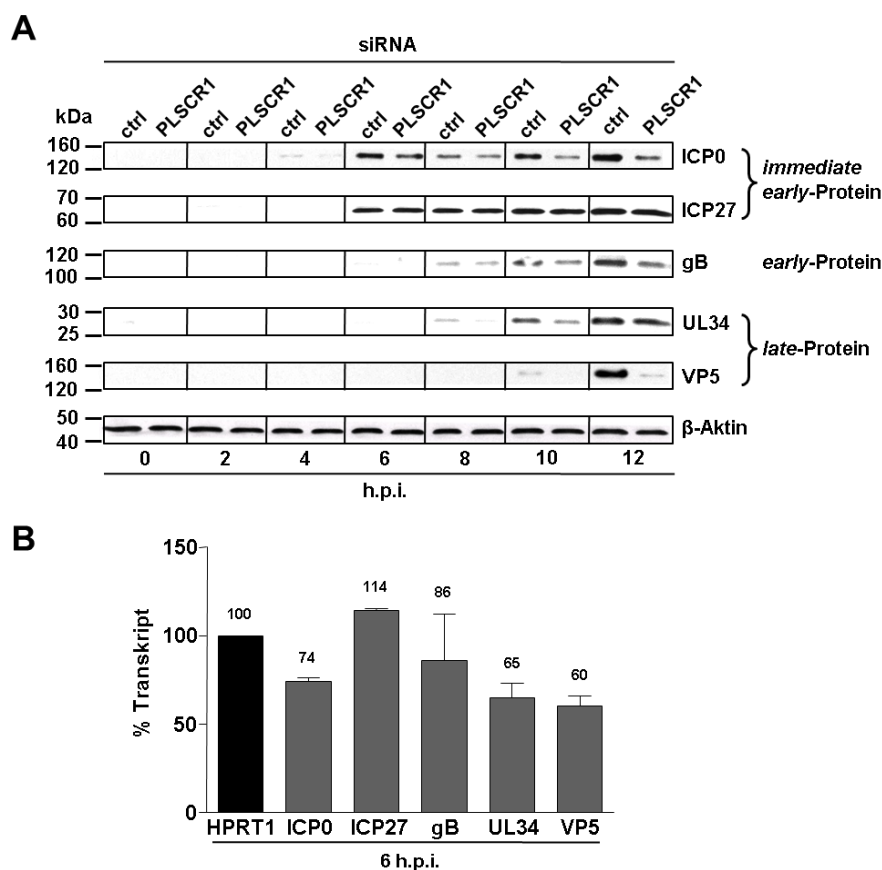 A
siRNA
kDa
ctrl PLSCR1 ctrl PLSCR1 ctrl PLSCR1 ctrl PLSCR1 ctrl PLSCR1 ctrl PLSCR1 ctrl PLSCR1
160
120
ICP0
70
60
ICP27
immediate
early-Protein
120
100
gB
early-Protein
30
25
UL34
160
120
VP5
late-Protein
50
40
β-Aktin
0 2 4 6 8 10 12
h.p.i.
B
% Transkript
150
100
50
0
100
74
114
86
65
60
HPRT1 ICP0 ICP27 gB UL34 VP5
6 h.p.i.